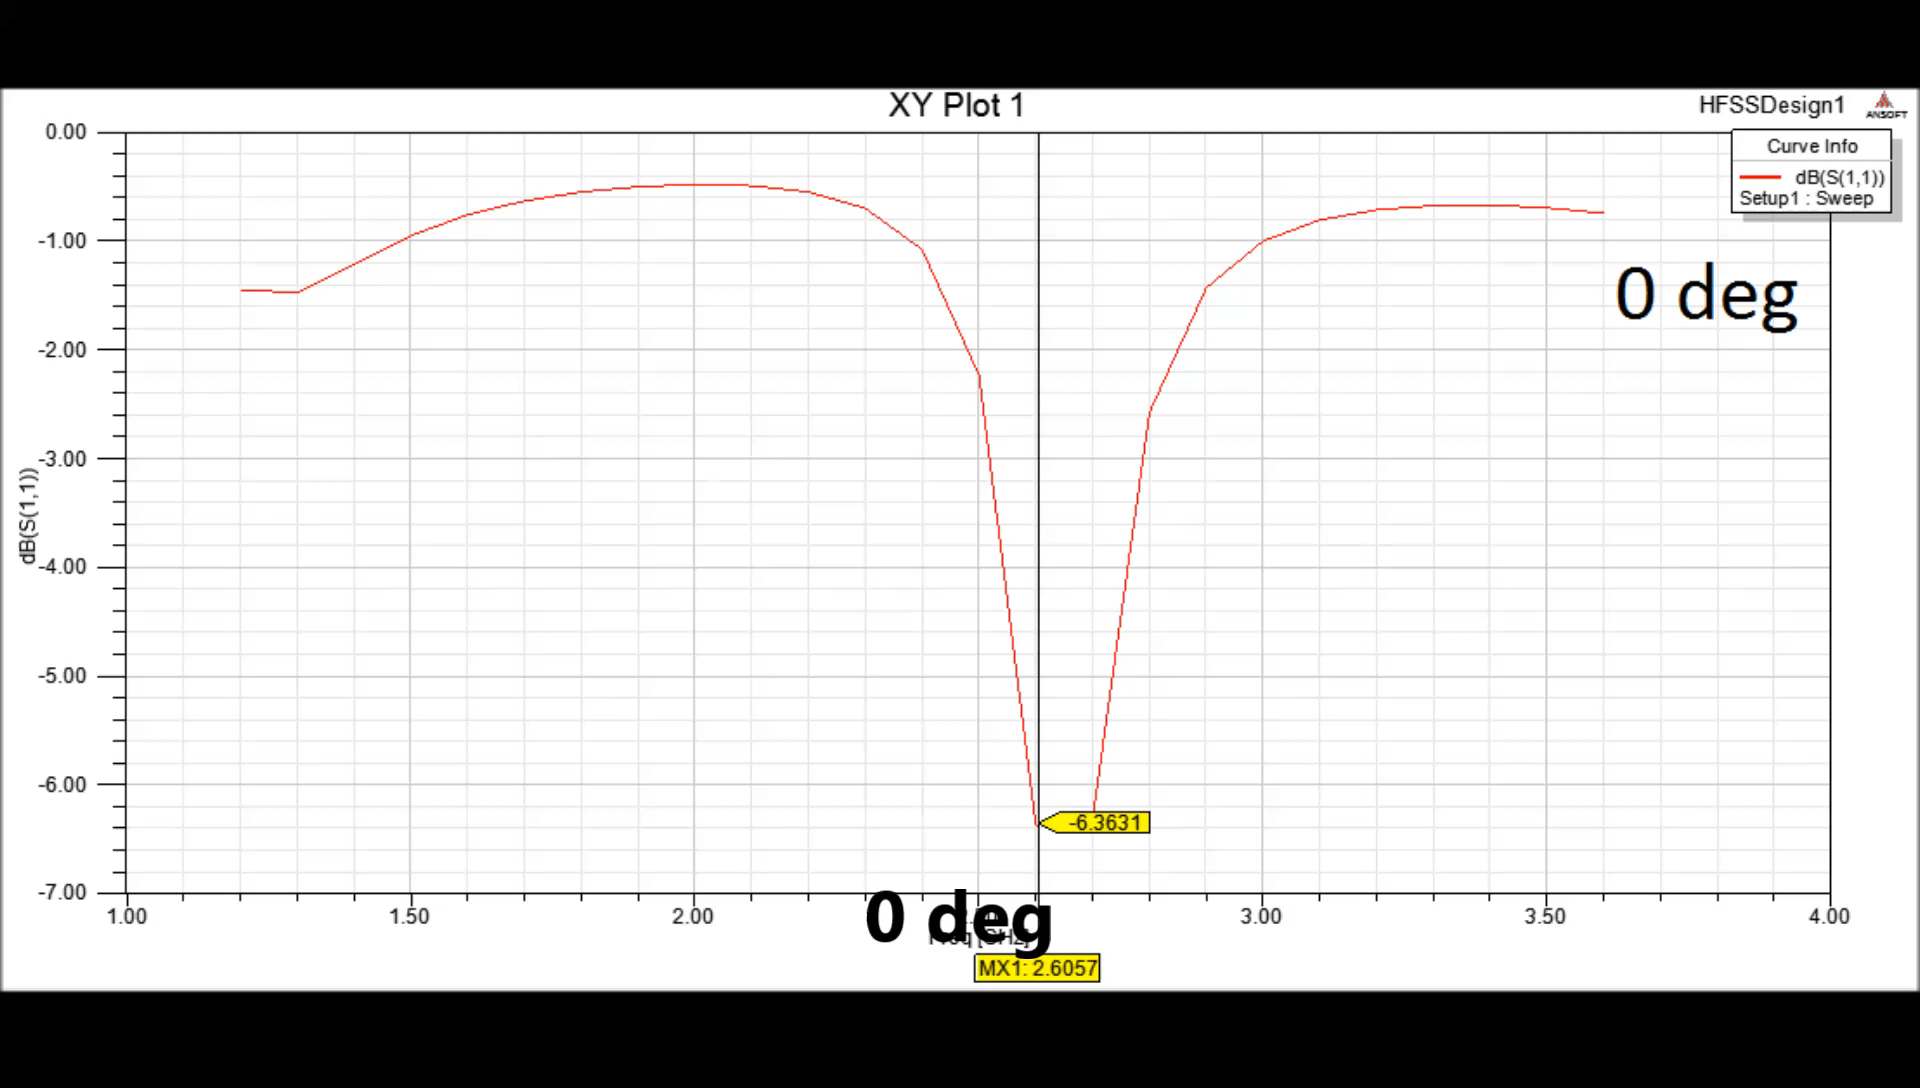 XY Plot 1
HFSSDesign1
ANSOFT
Curve Info
dB(S(1,1))
Setup1 : Sweep
0 deg
0.00
-1.00
-2.00
-3.00
-4.00
-5.00
-6.00
-7.00
dB(S(1,1))
-6.3631
1.00 1.50 2.00 3.00 3.50 4.00
0 deg
MX1: 2.6057